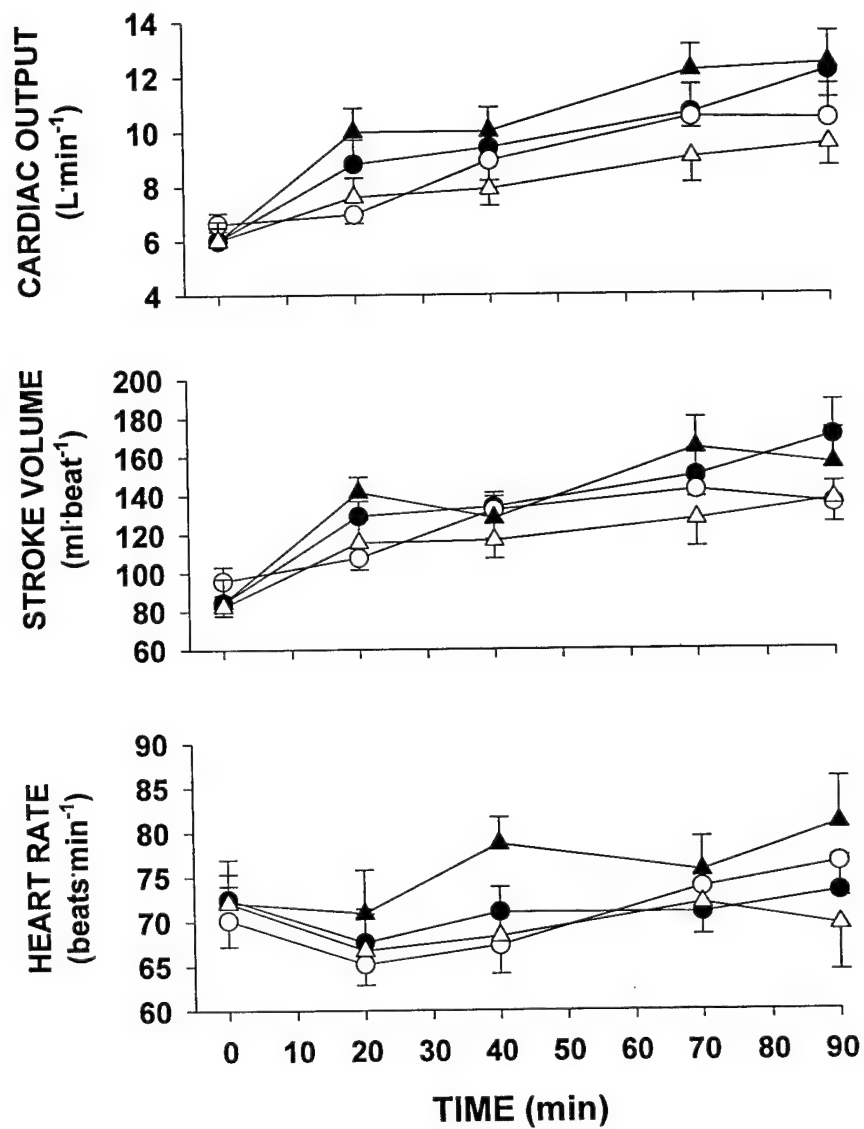 CARDIAC OUTPUT
(L·min⁻¹)
14
12
10
8
6
4
STROKE VOLUME
(ml·beat⁻¹)
200
180
160
140
120
100
80
60
HEART RATE
(beats·min⁻¹)
90
85
80
75
70
65
60
0 10 20 30 40 50 60 70 80 90
TIME (min)